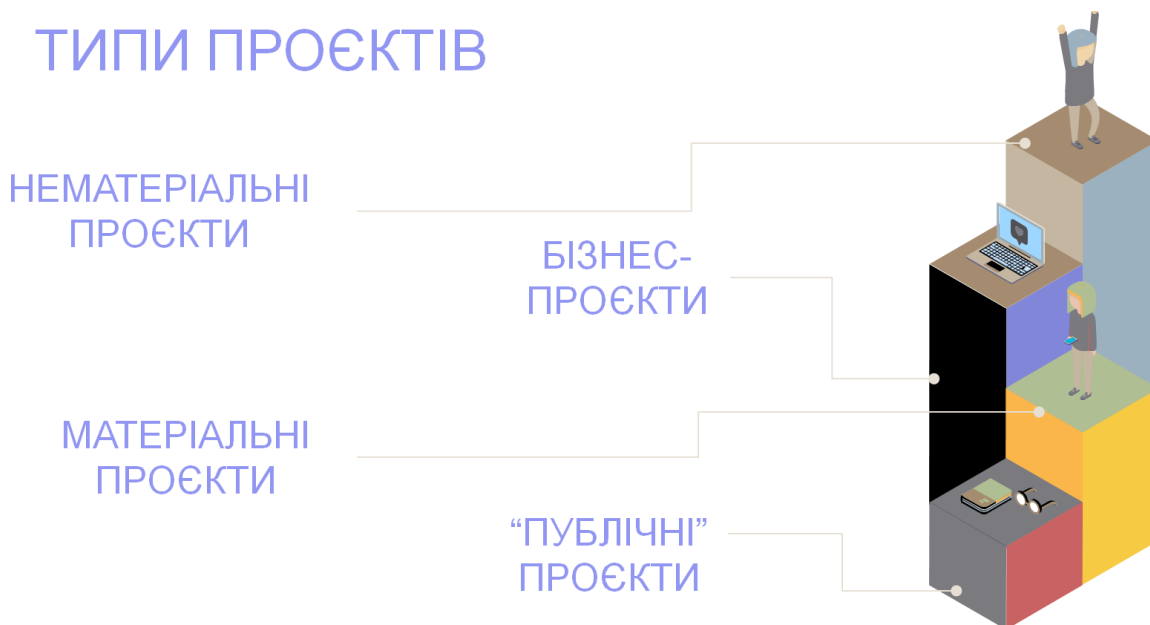 ТИПИ ПРОЄКТІВ
НЕМАТЕРІАЛЬНІ
ПРОЄКТИ
БІЗНЕС-
ПРОЄКТИ
МАТЕРІАЛЬНІ
ПРОЄКТИ
“ПУБЛІЧНІ”
ПРОЄКТИ